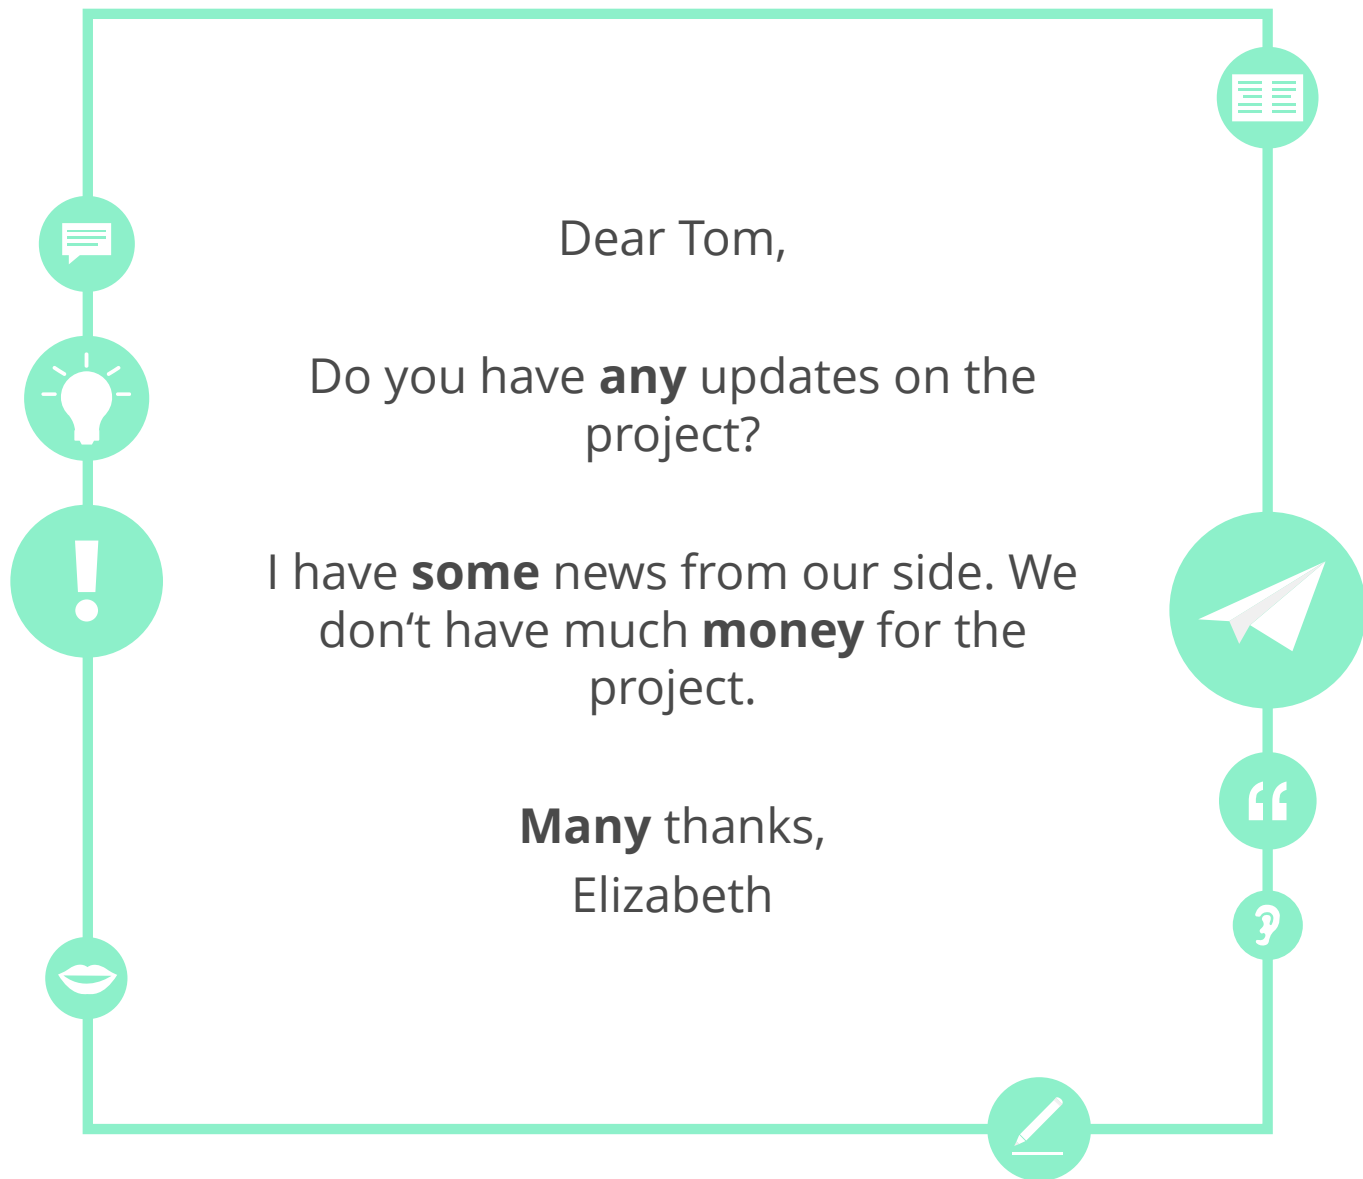 Dear Tom,
Do you have any updates on the
project?
I have some news from our side. We
don‘t have much money for the
project.
Many thanks,
Elizabeth